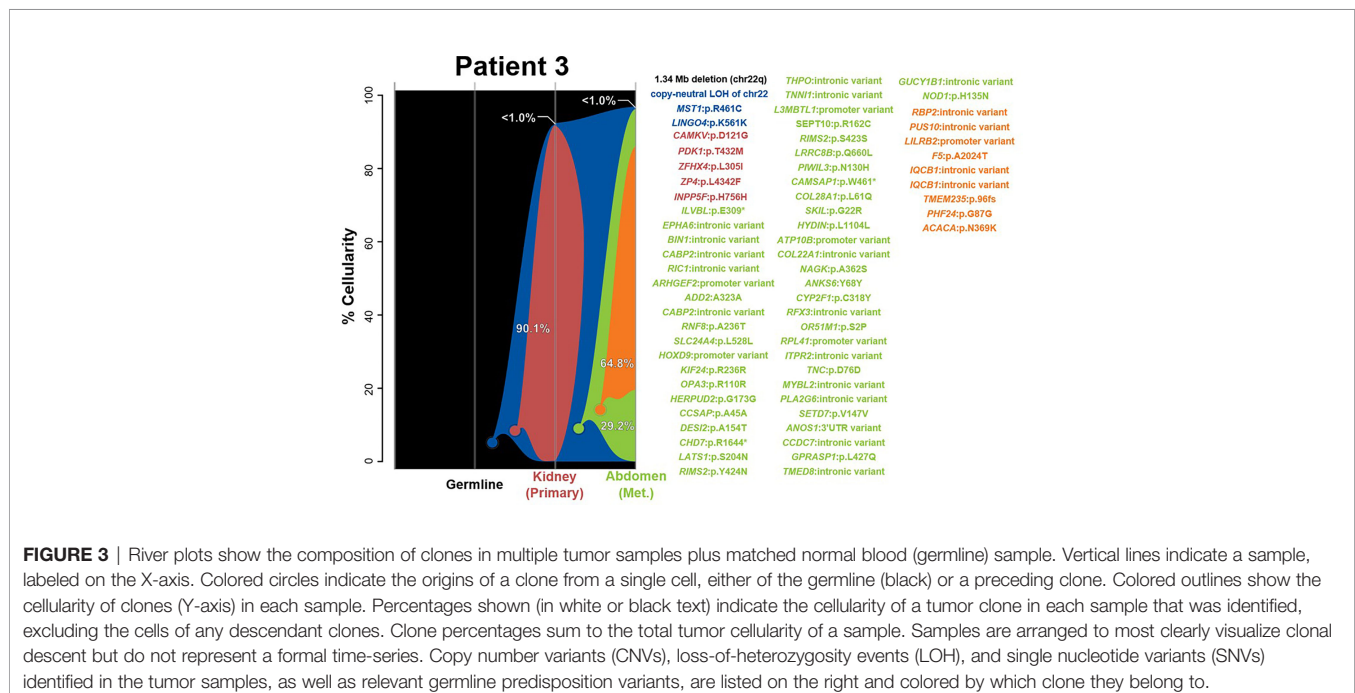 Patient 3
% Cellularity
100
80
60
40
20
0
<1.0%
<1.0%
90.1%
64.8%
29.2%
Germline
Kidney
(Primary)
Abdomen
(Met.)
1.34 Mb deletion (chr22q)
copy-neutral LOH of chr22
MST1:p.R461C
LINGO4:p.K561K
CAMKV:p.D121G
PDK1:p.T432M
ZFHX4:p.L305I
ZP4:p.L4342F
INPP5F:p.H756H
ILVBL:p.E309*
EPHA6:intronic variant
BIN1:intronic variant
CABP2:intronic variant
RIC1:intronic variant
ARHGEF2:promoter variant
ADD2:A323A
CABP2:intronic variant
RNF8:p.A236T
SLC24A4:p.L528L
HOXD9:promoter variant
KIF24:p.R236R
OPA3:p.R110R
HERPUD2:p.G173G
CCSAP:p.A45A
DESI2:p.A154T
CHD7:p.R1644*
LATS1:p.S204N
RIMS2:p.Y424N
THPO:intronic variant
TNNI1:intronic variant
L3MBTL1:promoter variant
SEPT10:p.R162C
RIMS2:p.S423S
LRRC8B:p.Q660L
PIWIL3:p.N130H
CAMSAP1:p.W461*
COL28A1:p.L61Q
SKIL:p.G22R
HYDIN:p.L1104L
ATP10B:promoter variant
COL22A1:intronic variant
NAGK:p.A362S
ANKS6:Y68Y
CYP2F1:p.C318Y
RFX3:intronic variant
OR51M1:p.S2P
RPL41:promoter variant
ITPR2:intronic variant
TNC:p.D76D
MYBL2:intronic variant
PLA2G6:intronic variant
SETD7:p.V147V
ANOS1:3'UTR variant
CCDC7:intronic variant
GPRASP1:p.L427Q
TMED8:intronic variant
GUCY1B1:intronic variant
NOD1:p.H135N
RBP2:intronic variant
PUS10:intronic variant
LILRB2:promoter variant
F5:p.A2024T
IQCB1:intronic variant
IQCB1:intronic variant
TMEM235:p.96fs
PHF24:p.G87G
ACACA:p.N369K
FIGURE 3 | River plots show the composition of clones in multiple tumor samples plus matched normal blood (germline) sample. Vertical lines indicate a sample,
labeled on the X-axis. Colored circles indicate the origins of a clone from a single cell, either of the germline (black) or a preceding clone. Colored outlines show the
cellularity of clones (Y-axis) in each sample. Percentages shown (in white or black text) indicate the cellularity of a tumor clone in each sample that was identified,
excluding the cells of any descendant clones. Clone percentages sum to the total tumor cellularity of a sample. Samples are arranged to most clearly visualize clonal
descent but do not represent a formal time-series. Copy number variants (CNVs), loss-of-heterozygosity events (LOH), and single nucleotide variants (SNVs)
identified in the tumor samples, as well as relevant germline predisposition variants, are listed on the right and colored by which clone they belong to.